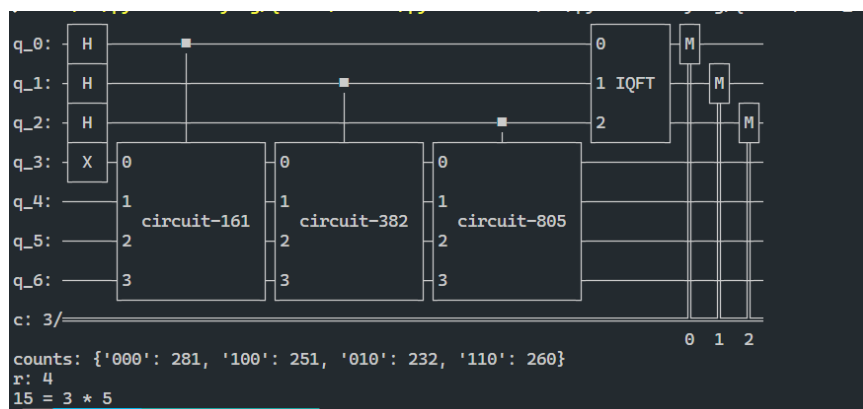 q_0: H 0 M
q_1: H 1 IQFT M
q_2: H 2 M
q_3: X 0 0 0
q_4: 1 1 1
circuit-161 circuit-382 circuit-805
q_5: 2 2 2
q_6: 3 3 3
c: 3/
0 1 2
counts: {'000': 281, '100': 251, '010': 232, '110': 260}
r: 4
15 = 3 * 5